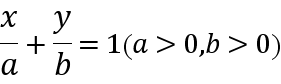 x/a + y/b = 1(a > 0,b > 0)